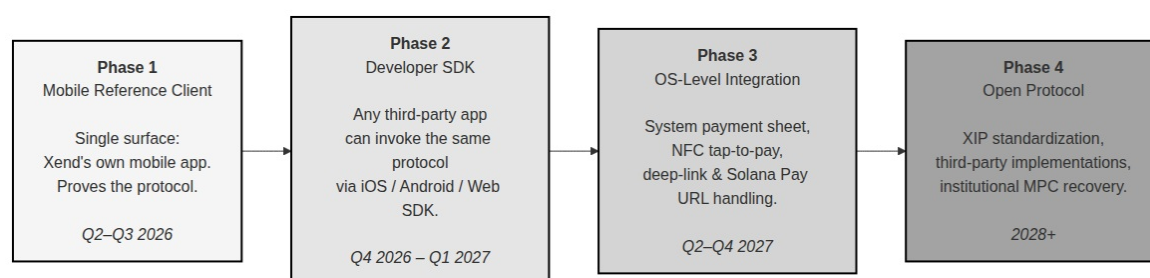 Phase 1
Mobile Reference Client
Single surface:
Xend's own mobile app.
Proves the protocol.
Q2–Q3 2026
Phase 2
Developer SDK
Any third-party app
can invoke the same
protocol
via iOS / Android / Web
SDK.
Q4 2026 – Q1 2027
Phase 3
OS-Level Integration
System payment sheet,
NFC tap-to-pay,
deep-link & Solana Pay
URL handling.
Q2–Q4 2027
Phase 4
Open Protocol
XIP standardization,
third-party implementations,
institutional MPC recovery.
2028+